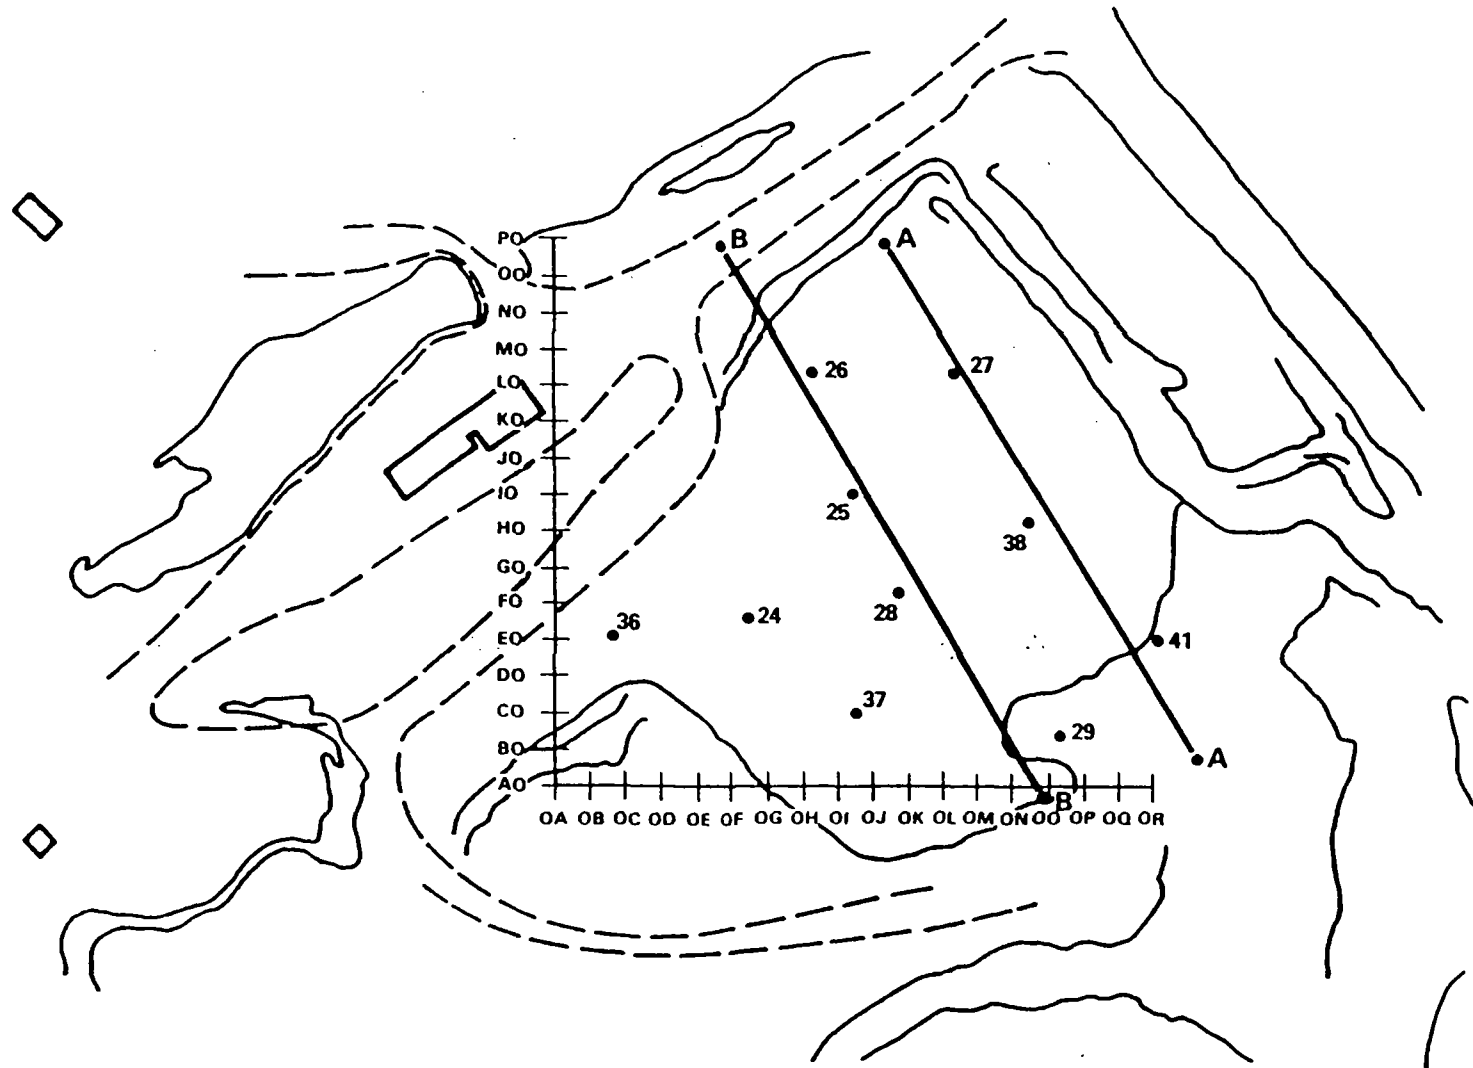 PO
B
A
OO
NO
MO
26
27
LO
KO
JO
IO
25
HO
38
GO
FO
28
36
24
EO
41
DO
37
CO
29
BO
A
AO
B
OA OB OC OD OE OF OG OH OI OJ OK OL OM ON OO OP OQ OR